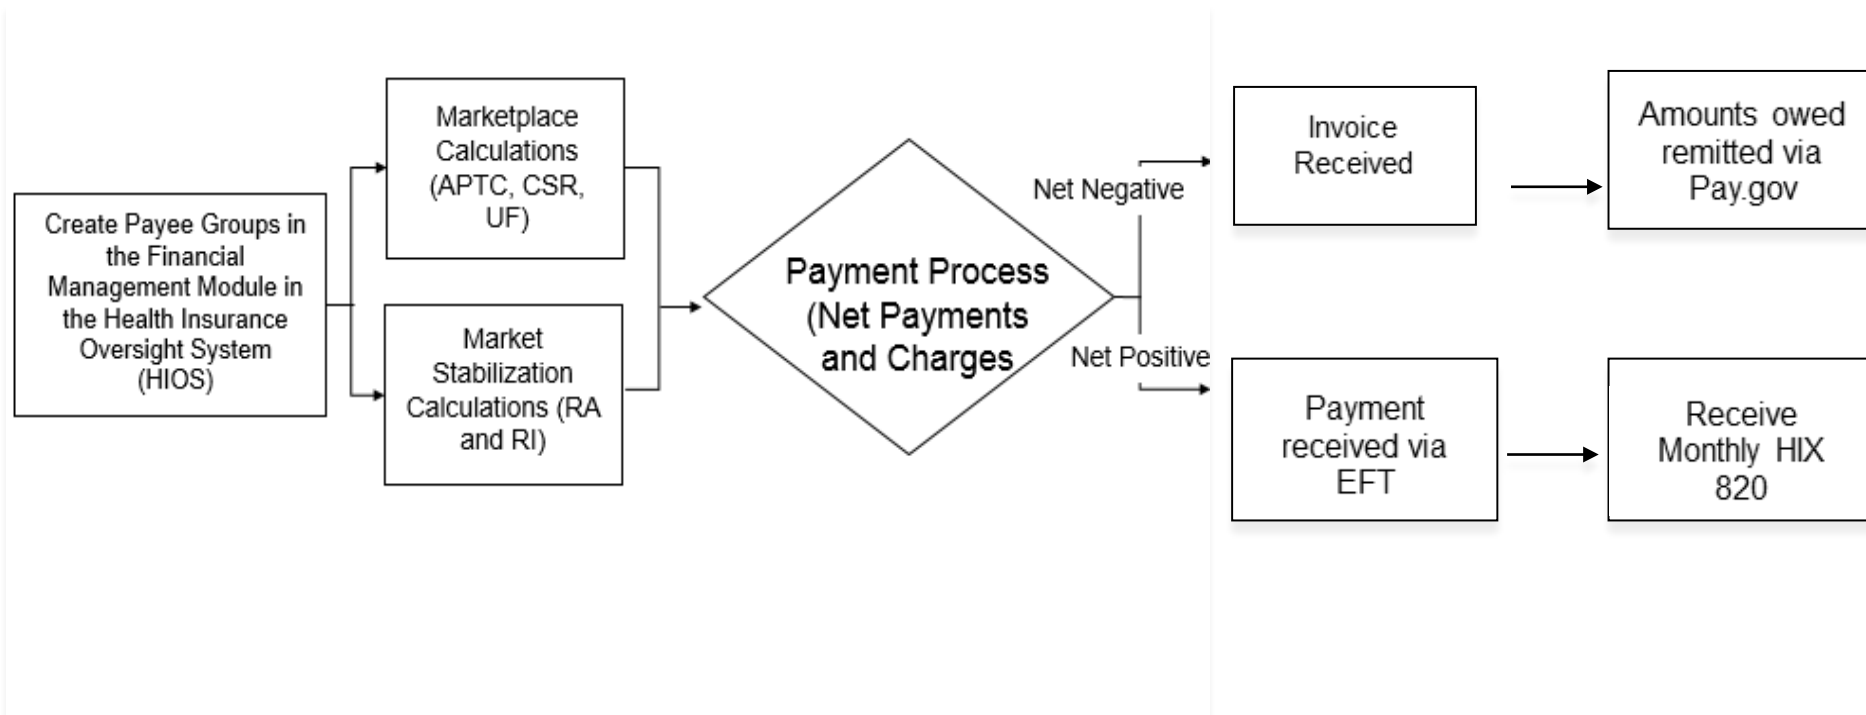 Create Payee Groups in
the Financial
Management Module in
the Health Insurance
Oversight System
(HIOS)
Marketplace
Calculations
(APTC, CSR,
UF)
Market
Stabilization
Calculations (RA
and RI)
Payment Process
(Net Payments
and Charges
Net Negative
Net Positive
Invoice
Received
Amounts owed
remitted via
Pay.gov
Payment
received via
EFT
Receive
Monthly HIX
820